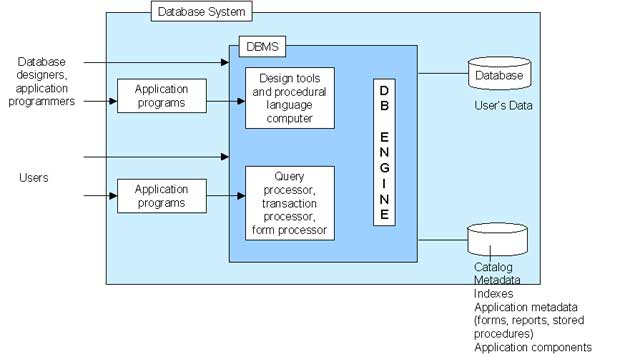 Database System
DBMS
Database
designers,
application
programmers
Application
programs
Design tools
and procedural
language
computer
D
B
E
N
G
I
N
E
Database
User's Data
Users
Application
programs
Query
processor,
transaction
processor,
form processor
Catalog
Metadata
Indexes
Application metadata
(forms, reports, stored
procedures)
Application components